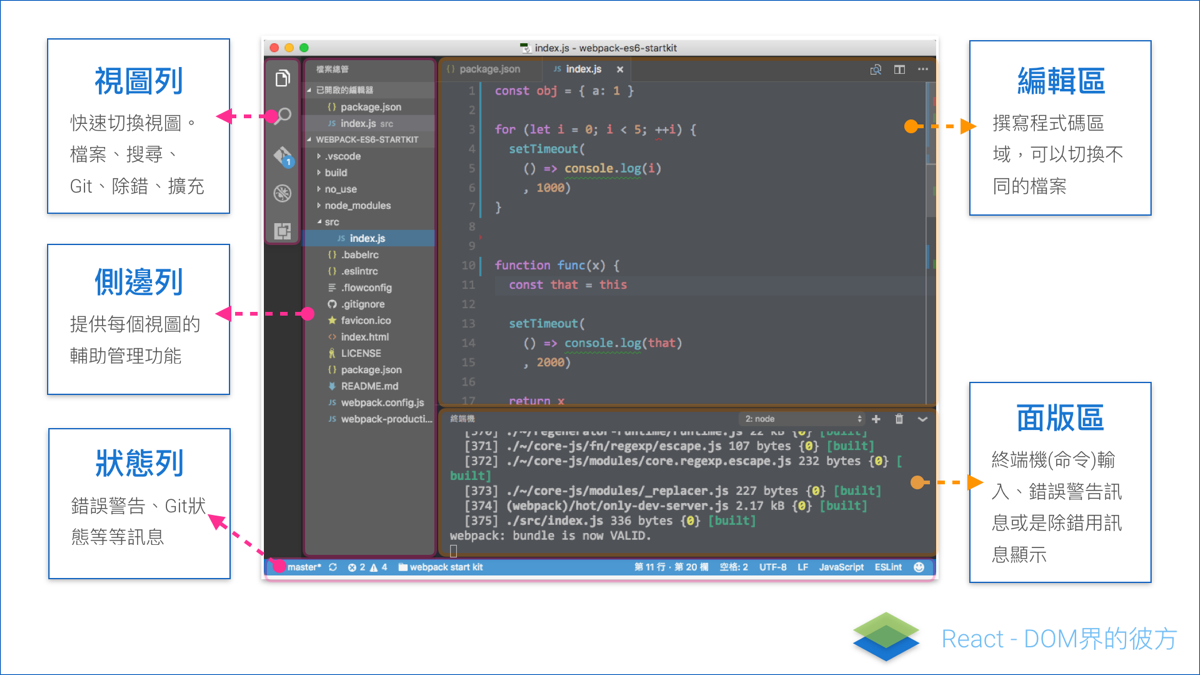 視圖列
快速切換視圖。
檔案、搜尋、
Git、除錯、擴充
側邊列
提供每個視圖的
輔助管理功能
狀態列
錯誤警告、Git狀
態等等訊息
index.js - webpack-es6-startkit
檔案總管
已開啟的編輯器
{} package.json
JS index.js src
WEBPACK-ES6-STARTKIT
.vscode
build
no_use
node_modules
src
JS index.js
{} .babelrc
{} .eslintrc
.flowconfig
.gitignore
favicon.ico
<> index.html
LICENSE
{} package.json
README.md
JS webpack.config.js
JS webpack-producti...
1
{} package.json
JS index.js ×
1 const obj = { a: 1 }
2
3 for (let i = 0; i < 5; ++i) {
4 setTimeout(
5 () => console.log(i)
6 , 1000)
7 }
8
9
10 function func(x) {
11 const that = this
12
13 setTimeout(
14 () => console.log(that)
15 , 2000)
16
17 return x
終端機
2: node
[370] ./~/regenerator-runtime/runtime.js 22 kB {0} [built]
[371] ./~/core-js/fn/regexp/escape.js 107 bytes {0} [built]
[372] ./~/core-js/modules/core.regexp.escape.js 232 bytes {0} [
built]
[373] ./~/core-js/modules/_replacer.js 227 bytes {0} [built]
[374] (webpack)/hot/only-dev-server.js 2.17 kB {0} [built]
[375] ./src/index.js 336 bytes {0} [built]
webpack: bundle is now VALID.
master* 2 4 webpack start kit 第 11 行，第 20 欄 空格: 2 UTF-8 LF JavaScript ESLint
編輯區
撰寫程式碼區
域，可以切換不
同的檔案
面版區
終端機(命令)輸
入、錯誤警告訊
息或是除錯用訊
息顯示
React - DOM界的彼方